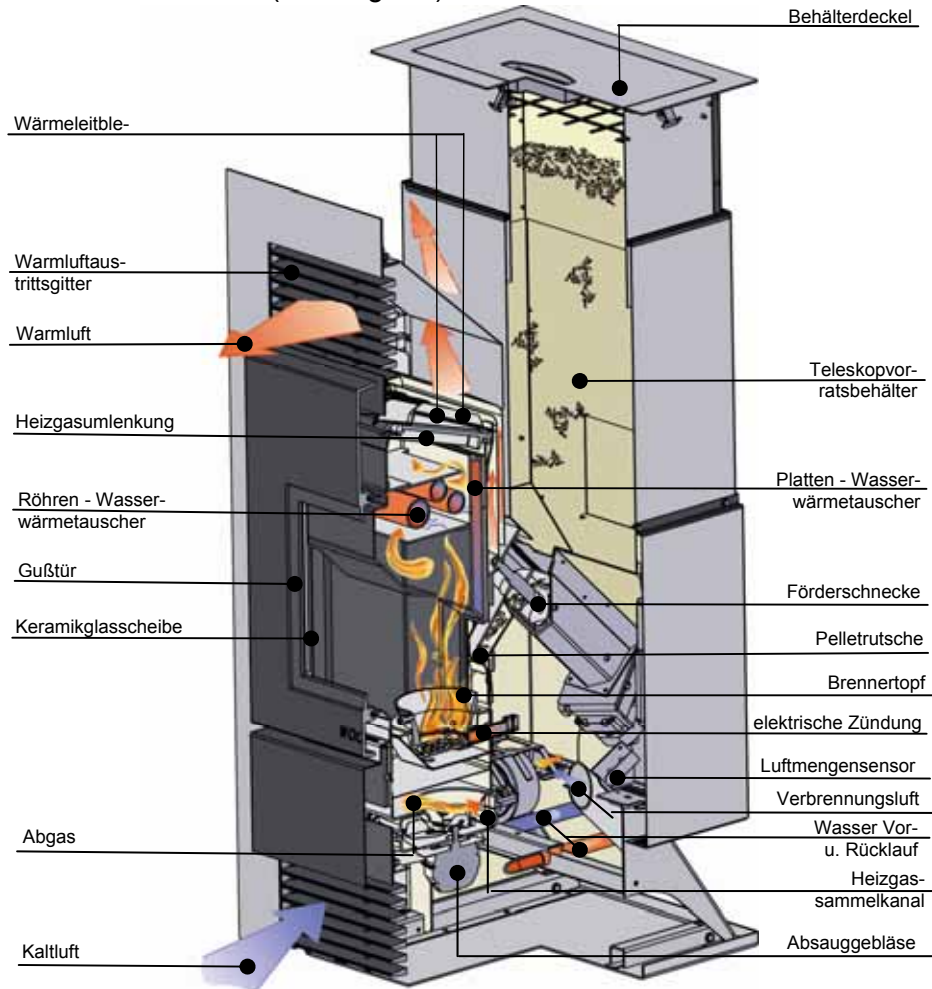 Behälterdeckel
Wärmeleitble-
Warmluftaus-
trittsgitter
Warmluft
Teleskopvor-
ratsbehälter
Heizgasumlenkung
Röhren - Wasser-
wärmetauscher
Platten - Wasser-
wärmetauscher
Gußtür
Förderschnecke
Keramikglasscheibe
Pelletrutsche
Brennertopf
elektrische Zündung
Luftmengensensor
Verbrennungsluft
Abgas
Wasser Vor-
u. Rücklauf
Heizgas-
sammelkanal
Kaltluft
Absauggebläse